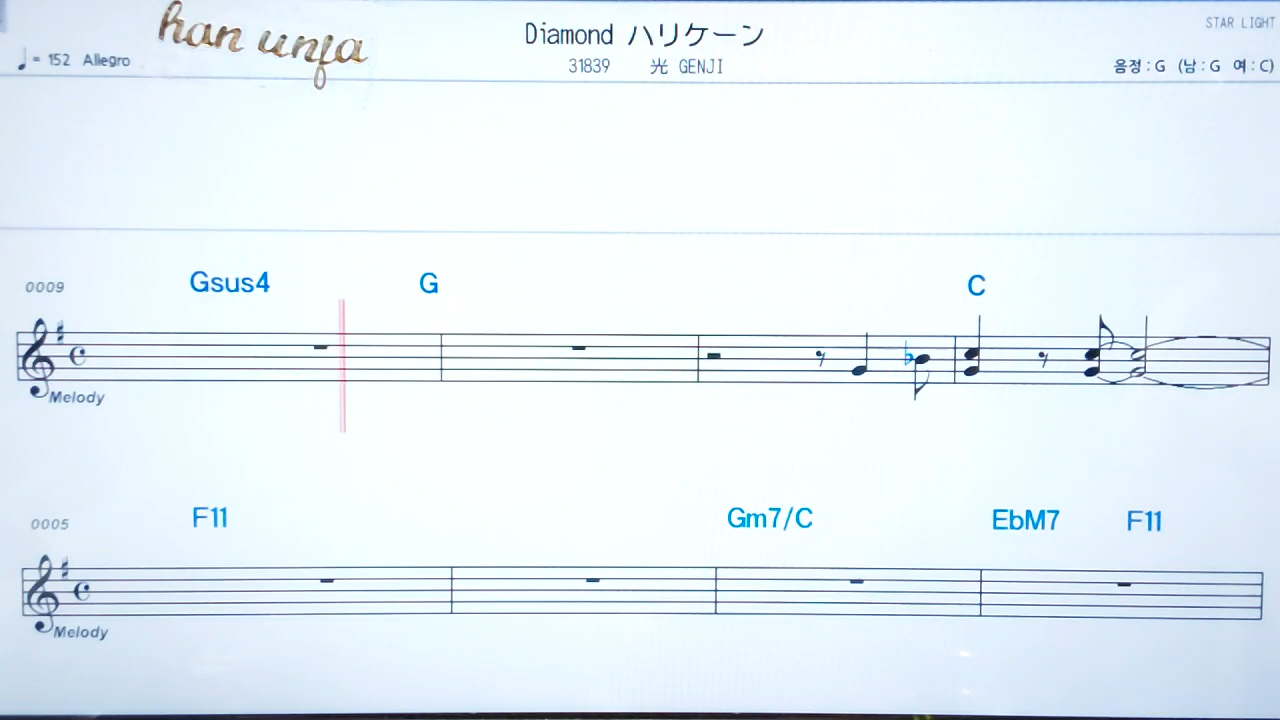 han unfa
Diamond ハリケーン
STAR LIGHT
♩= 152 Allegro
31839 光 GENJI
음정:G (남:G 여:C)
0009 Gsus4 G C
Melody
0005 F11 Gm7/C EbM7 F11
Melody